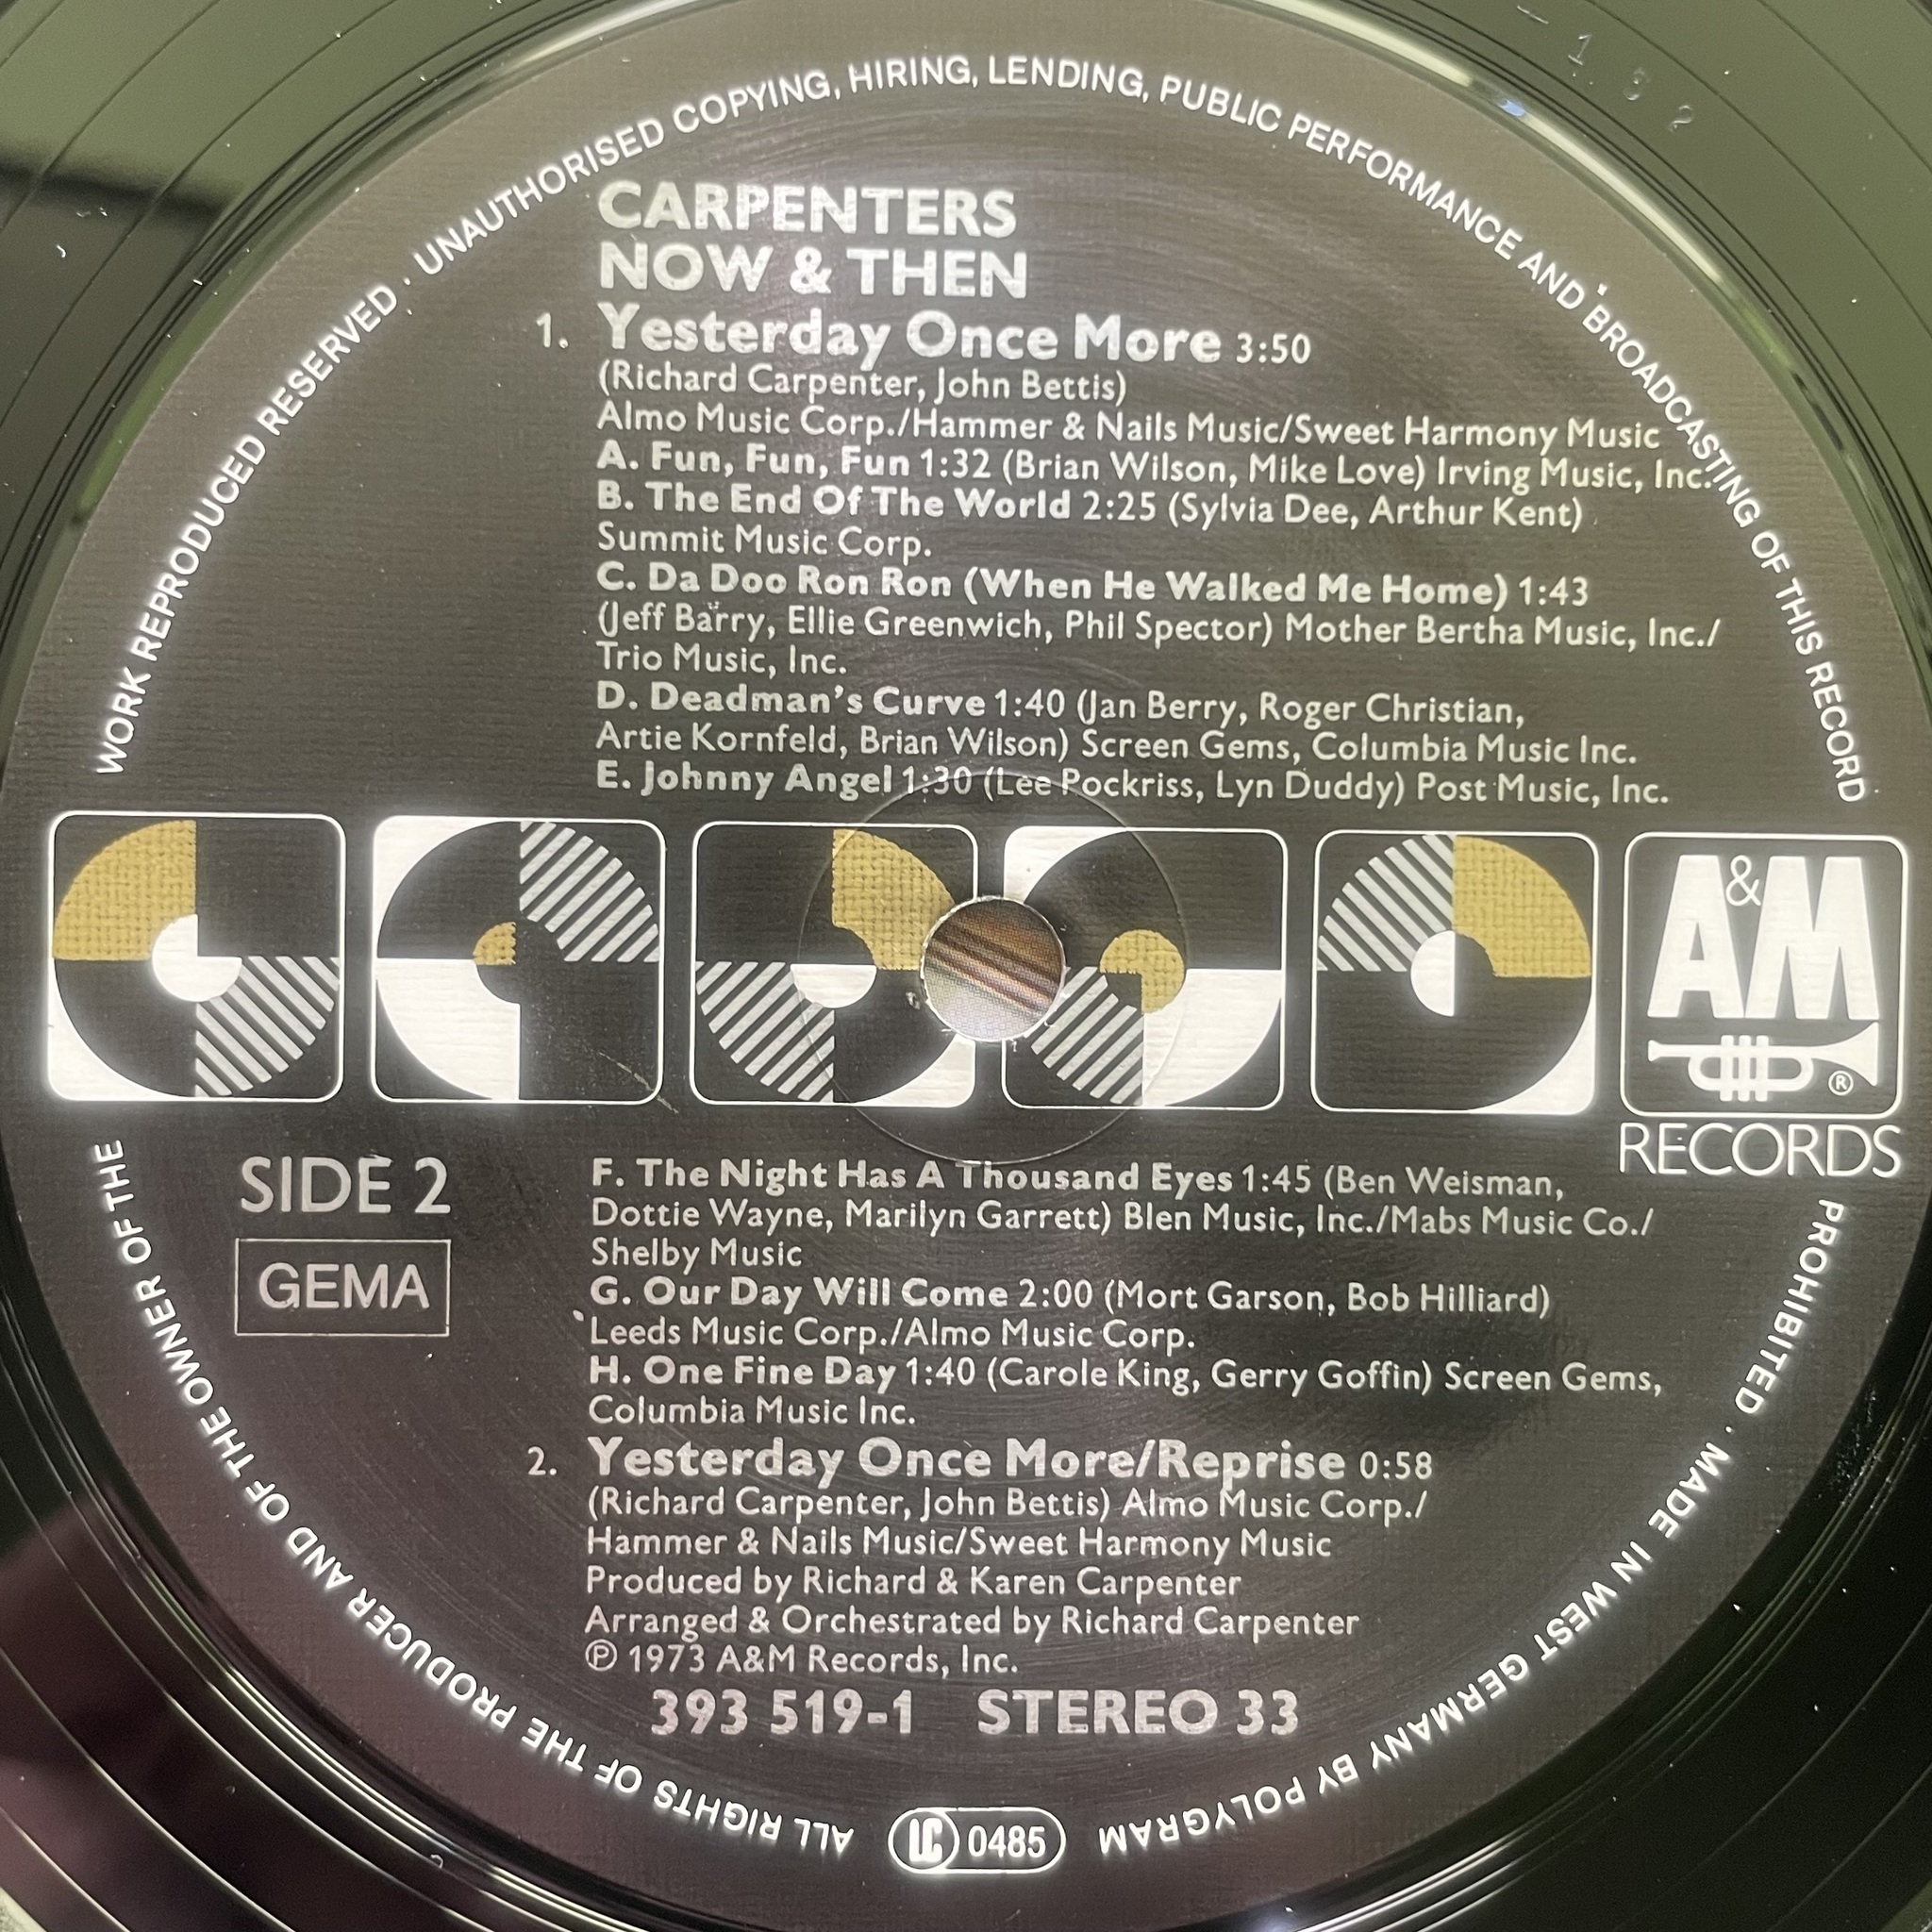 WORK REPRODUCED RESERVED · UNAUTHORISED COPYING, HIRING, LENDING, PUBLIC PERFORMANCE AND BROADCASTING OF THIS RECORD
CARPENTERS
NOW & THEN
1. Yesterday Once More 3:50
(Richard Carpenter, John Bettis)
Almo Music Corp./Hammer & Nails Music/Sweet Harmony Music
A. Fun, Fun, Fun 1:32 (Brian Wilson, Mike Love) Irving Music, Inc.
B. The End Of The World 2:25 (Sylvia Dee, Arthur Kent)
Summit Music Corp.
C. Da Doo Ron Ron (When He Walked Me Home) 1:43
(Jeff Barry, Ellie Greenwich, Phil Spector) Mother Bertha Music, Inc./
Trio Music, Inc.
D. Deadman's Curve 1:40 (Jan Berry, Roger Christian,
Artie Kornfeld, Brian Wilson) Screen Gems, Columbia Music Inc.
E. Johnny Angel 1:30 (Lee Pockriss, Lyn Duddy) Post Music, Inc.
A&M
®
RECORDS
SIDE 2
GEMA
F. The Night Has A Thousand Eyes 1:45 (Ben Weisman,
Dottie Wayne, Marilyn Garrett) Blen Music, Inc./Mabs Music Co./
Shelby Music
G. Our Day Will Come 2:00 (Mort Garson, Bob Hilliard)
Leeds Music Corp./Almo Music Corp.
H. One Fine Day 1:40 (Carole King, Gerry Goffin) Screen Gems,
Columbia Music Inc.
2. Yesterday Once More/Reprise 0:58
(Richard Carpenter, John Bettis) Almo Music Corp./
Hammer & Nails Music/Sweet Harmony Music
Produced by Richard & Karen Carpenter
Arranged & Orchestrated by Richard Carpenter
℗ 1973 A&M Records, Inc.
393 519-1 STEREO 33
PROHIBITED · MADE IN WEST GERMANY BY POLYGRAM
LC 0485
ALL RIGHTS OF THE PRODUCER AND OF THE OWNER OF THE